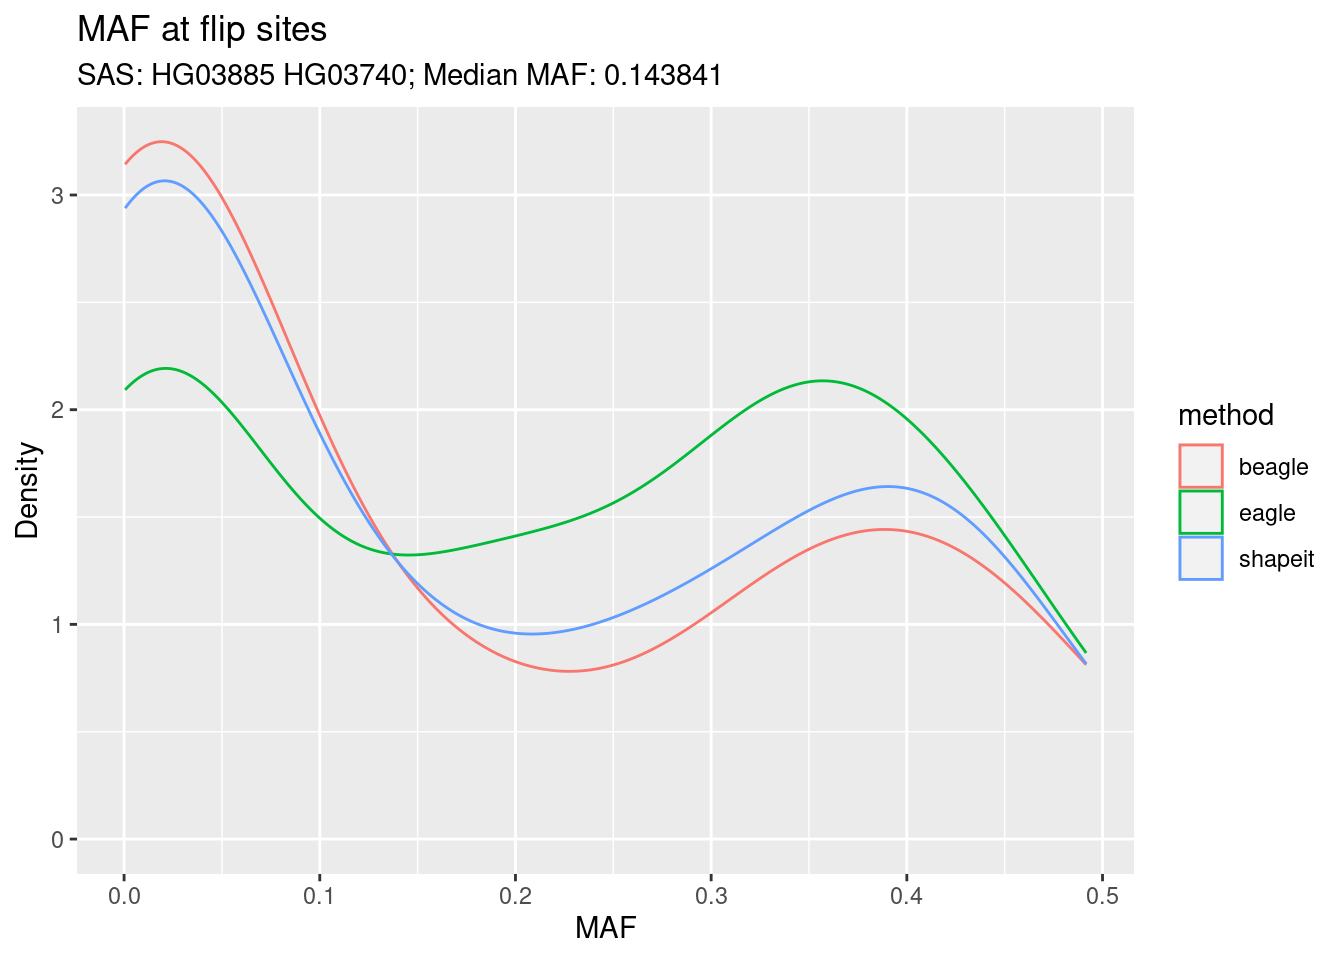 MAF at flip sites
SAS: HG03885 HG03740; Median MAF: 0.143841
Density
3
2
1
0
0.0 0.1 0.2 0.3 0.4 0.5
MAF
method
beagle
eagle
shapeit